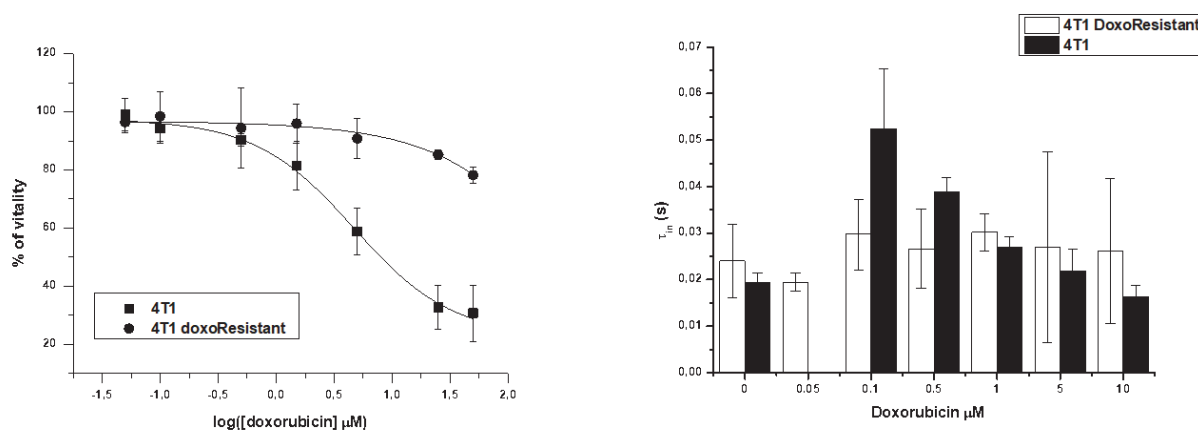 120
100
80
60
40
20
% of vitality
4T1
4T1 doxoResistant
-1,5 -1,0 -0,5 0,0 0,5 1,0 1,5 2,0
log([doxorubicin] µM)
4T1 DoxoResistant
4T1
0,07
0,06
0,05
0,04
0,03
0,02
0,01
0,00
τin (s)
0 0.05 0.1 0.5 1 5 10
Doxorubicin µM